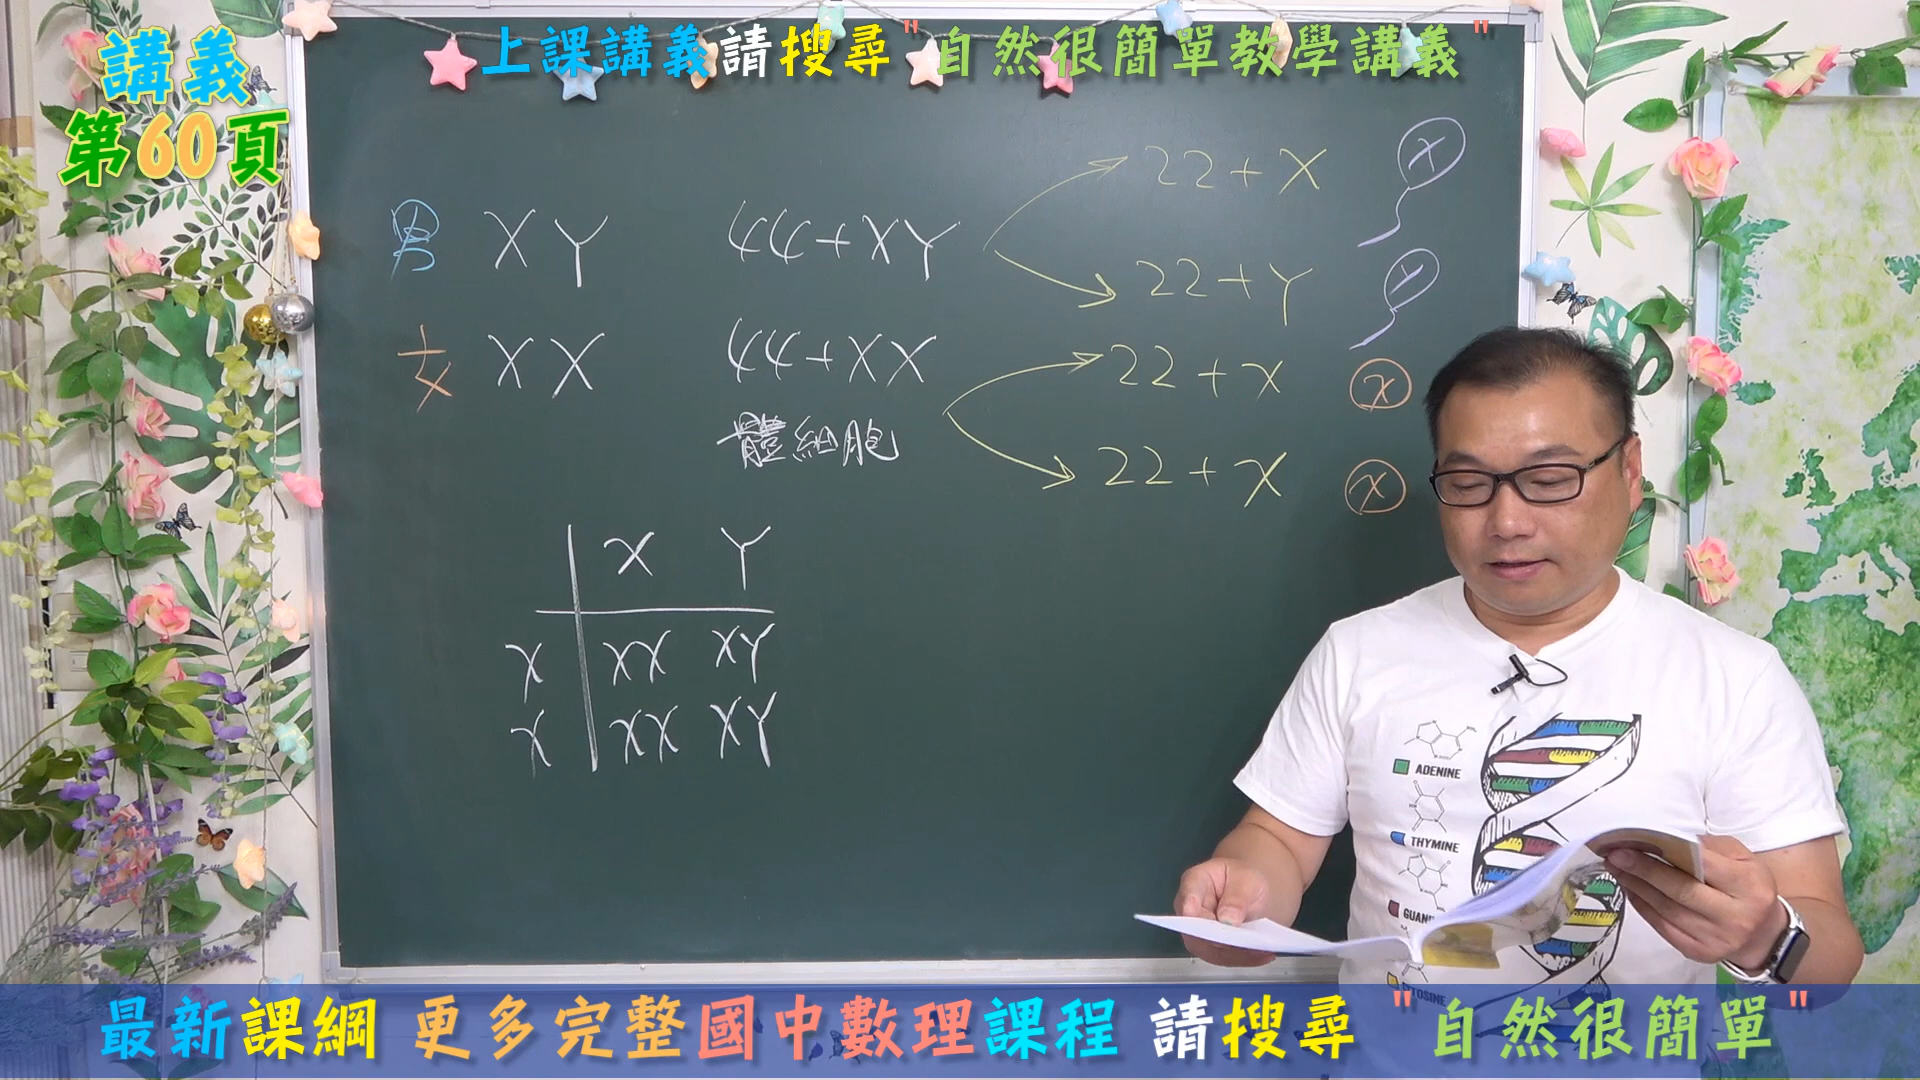 上課講義請搜尋"自然很簡單教學講義"
講義
第60頁
男 XY 44+XY 22+X X
22+Y Y
女 XX 44+XX 22+X X
體細胞 22+X X
X Y
X XX XY
X XX XY
ADENINE
THYMINE
最新課綱 更多完整國中數理課程 請搜尋 "自然很簡單"